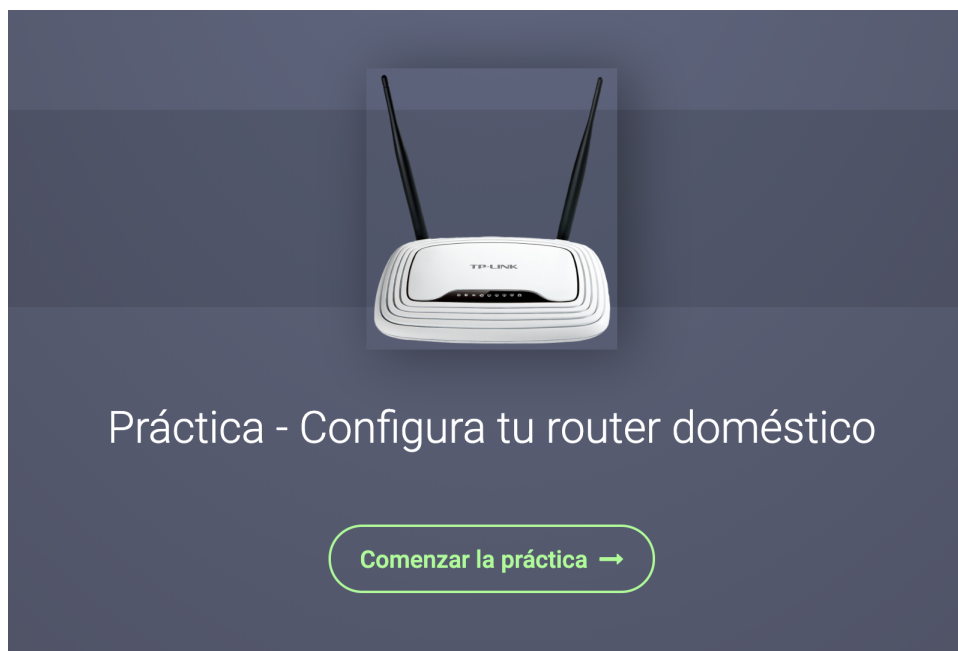 TP-LINK
Práctica - Configura tu router doméstico
Comenzar la práctica →